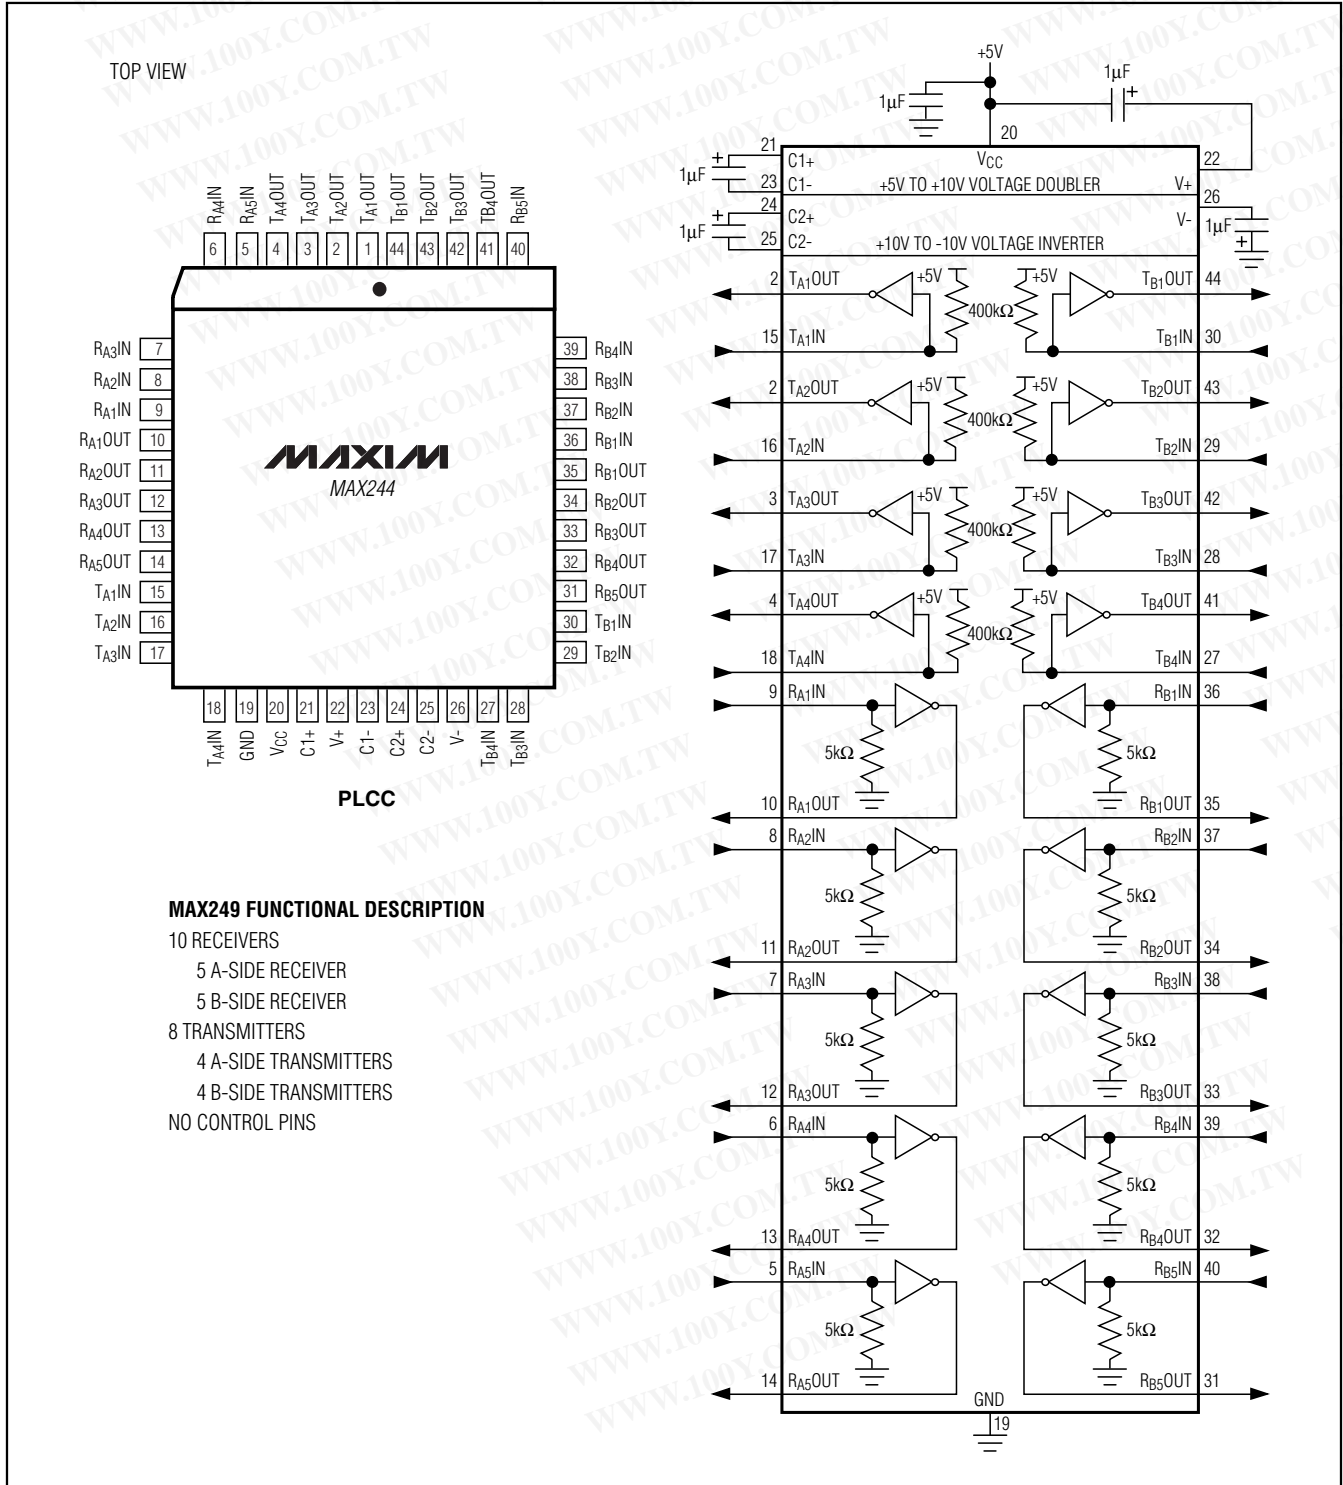 TOP VIEW
RA4IN
RA5IN
TA4OUT
TA3OUT
TA2OUT
TA1OUT
TB1OUT
TB2OUT
TB3OUT
TB4OUT
RB5IN
6 5 4 3 2 1 44 43 42 41 40
RA3IN 7
RA2IN 8
RA1IN 9
RA1OUT 10
RA2OUT 11
RA3OUT 12
RA4OUT 13
RA5OUT 14
TA1IN 15
TA2IN 16
TA3IN 17
MAXIM
MAX244
39 RB4IN
38 RB3IN
37 RB2IN
36 RB1IN
35 RB1OUT
34 RB2OUT
33 RB3OUT
32 RB4OUT
31 RB5OUT
30 TB1IN
29 TB2IN
18 19 20 21 22 23 24 25 26 27 28
TA4IN
GND
VCC
C1+
V+
C1-
C2+
C2-
V-
TB4IN
TB3IN
PLCC
MAX249 FUNCTIONAL DESCRIPTION
10 RECEIVERS
5 A-SIDE RECEIVER
5 B-SIDE RECEIVER
8 TRANSMITTERS
4 A-SIDE TRANSMITTERS
4 B-SIDE TRANSMITTERS
NO CONTROL PINS
+5V
1µF
1µF +
20
21 C1+ VCC 22
1µF +
23 C1- +5V TO +10V VOLTAGE DOUBLER V+
24 C2+ V- 26
1µF +
25 C2- +10V TO -10V VOLTAGE INVERTER 1µF +
2 TA1OUT +5V +5V TB1OUT 44
400kΩ
15 TA1IN TB1IN 30
2 TA2OUT +5V +5V TB2OUT 43
400kΩ
16 TA2IN TB2IN 29
3 TA3OUT +5V +5V TB3OUT 42
400kΩ
17 TA3IN TB3IN 28
4 TA4OUT +5V +5V TB4OUT 41
400kΩ
18 TA4IN TB4IN 27
9 RA1IN RB1IN 36
5kΩ 5kΩ
10 RA1OUT RB1OUT 35
8 RA2IN RB2IN 37
5kΩ 5kΩ
11 RA2OUT RB2OUT 34
7 RA3IN RB3IN 38
5kΩ 5kΩ
12 RA3OUT RB3OUT 33
6 RA4IN RB4IN 39
5kΩ 5kΩ
13 RA4OUT RB4OUT 32
5 RA5IN RB5IN 40
5kΩ 5kΩ
14 RA5OUT RB5OUT 31
GND
19
WWW.100Y.COM.TW